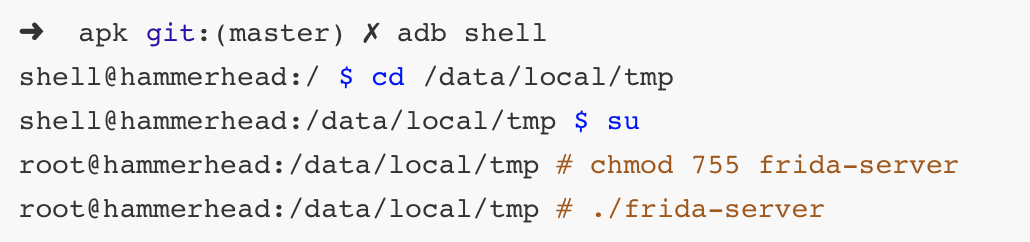 ➜  apk git:(master) ✗ adb shell
shell@hammerhead:/ $ cd /data/local/tmp
shell@hammerhead:/data/local/tmp $ su
root@hammerhead:/data/local/tmp # chmod 755 frida-server
root@hammerhead:/data/local/tmp # ./frida-server